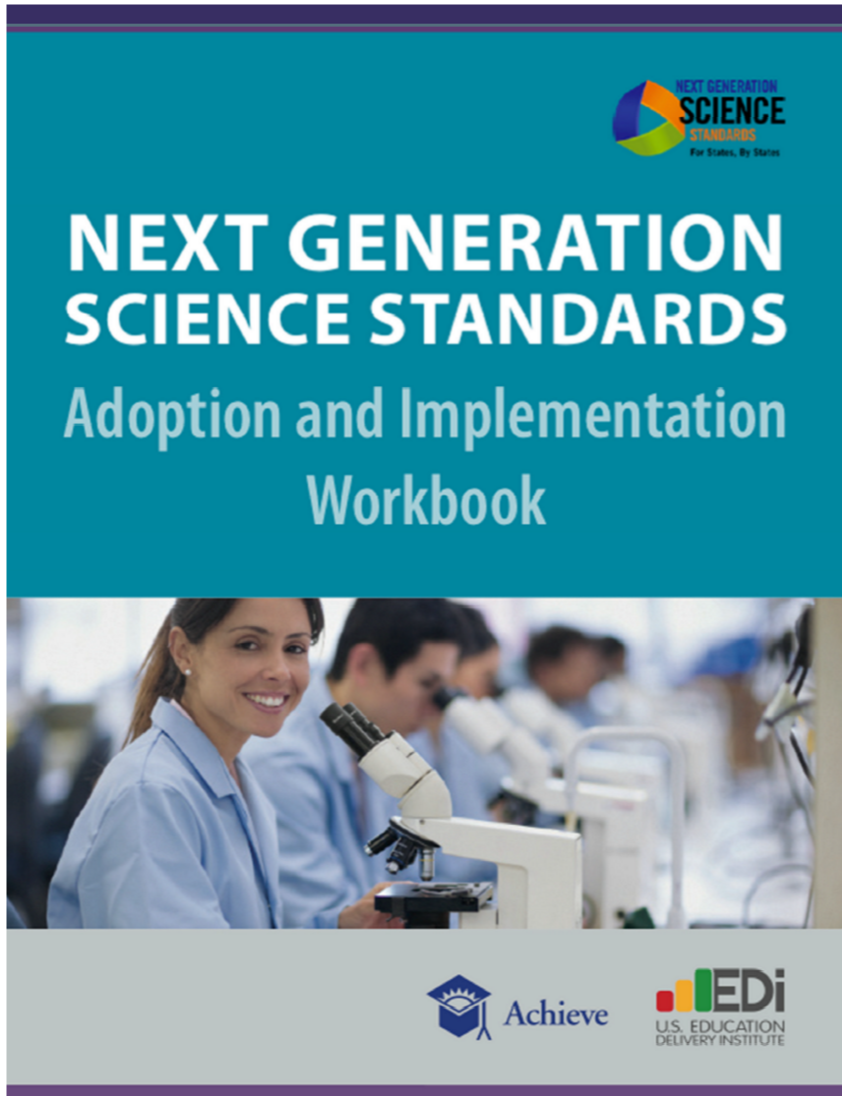 NEXT GENERATION
SCIENCE
STANDARDS
For States, By States
NEXT GENERATION
SCIENCE STANDARDS
Adoption and Implementation
Workbook
Achieve
EDi
U.S. EDUCATION
DELIVERY INSTITUTE